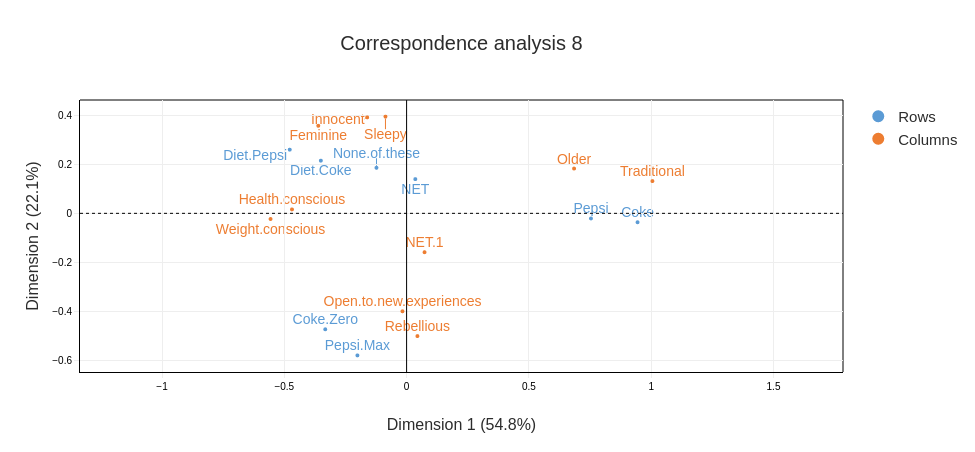 Correspondence analysis 8
Rows
Columns
Dimension 2 (22.1%)
0.4
0.2
0
−0.2
−0.4
−0.6
innocent
Feminine
Sleepy
Diet.Pepsi
None.of.these
Diet.Coke
NET
Older
Traditional
Health.conscious
Pepsi
Coke
Weight.conscious
NET.1
Open.to.new.experiences
Coke.Zero
Rebellious
Pepsi.Max
−1
−0.5
0
0.5
1
1.5
Dimension 1 (54.8%)